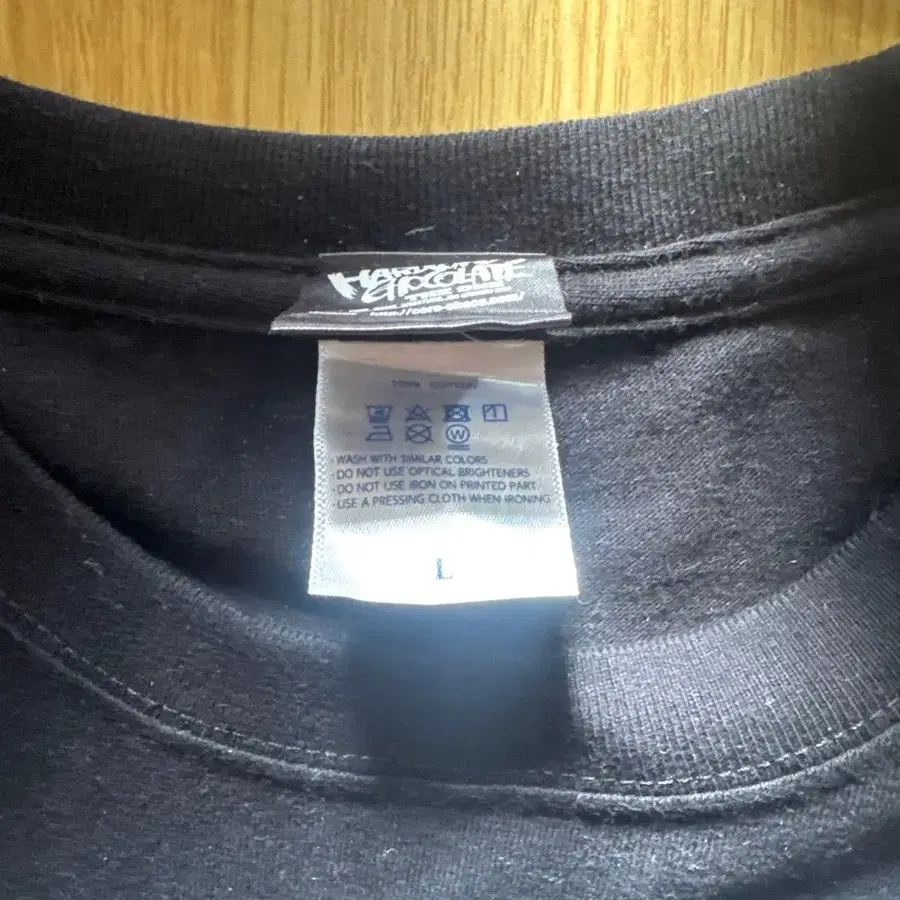 HARIANTÉ
CHOCOLATE
100% COTTON
W
WASH WITH SIMILAR COLORS
DO NOT USE OPTICAL BRIGHTENERS
DO NOT USE IRON ON PRINTED PART
USE A PRESSING CLOTH WHEN IRONING
L